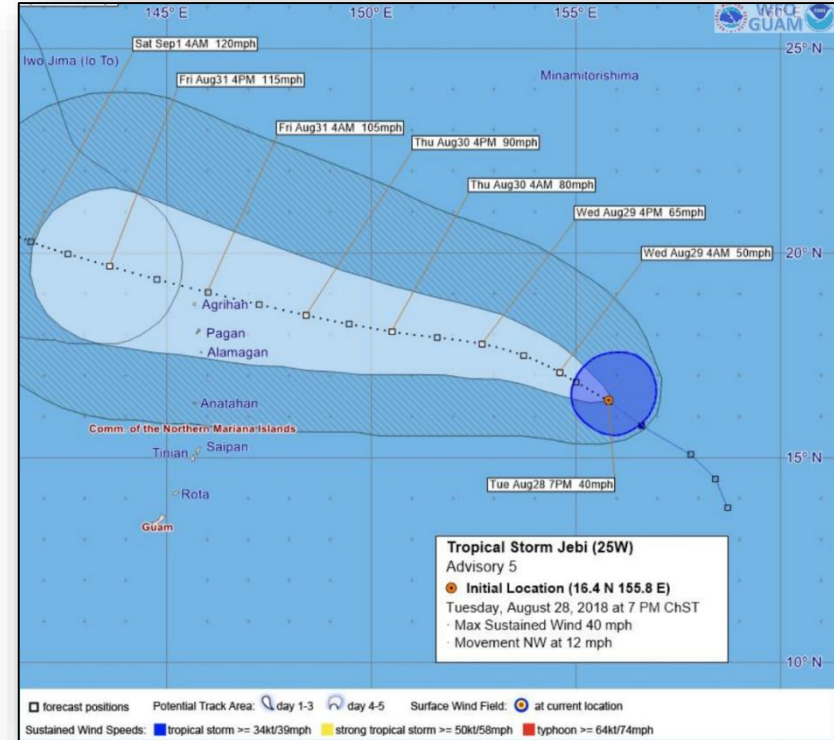 145° E
150° E
155° E
160° E
WFO
GUAM
25° N
Sat Sep1 4AM 120mph
Iwo Jima (Io To)
Fri Aug31 4PM 115mph
Minamitorishima
Fri Aug31 4AM 105mph
Thu Aug30 4PM 90mph
Thu Aug30 4AM 80mph
Wed Aug29 4PM 65mph
Wed Aug29 4AM 50mph
20° N
Agrihah
Pagan
Alamagan
Anatahan
Comm. of the Northern Mariana Islands
Saipan
Tinian
15° N
Tue Aug28 7PM 40mph
Rota
Guam
Tropical Storm Jebi (25W)
Advisory 5
Initial Location (16.4 N 155.8 E)
Tuesday, August 28, 2018 at 7 PM ChST
· Max Sustained Wind 40 mph
· Movement NW at 12 mph
10° N
forecast positions Potential Track Area: day 1-3 day 4-5 Surface Wind Field: at current location
Sustained Wind Speeds: tropical storm >= 34kt/39mph strong tropical storm >= 50kt/58mph typhoon >= 64kt/74mph